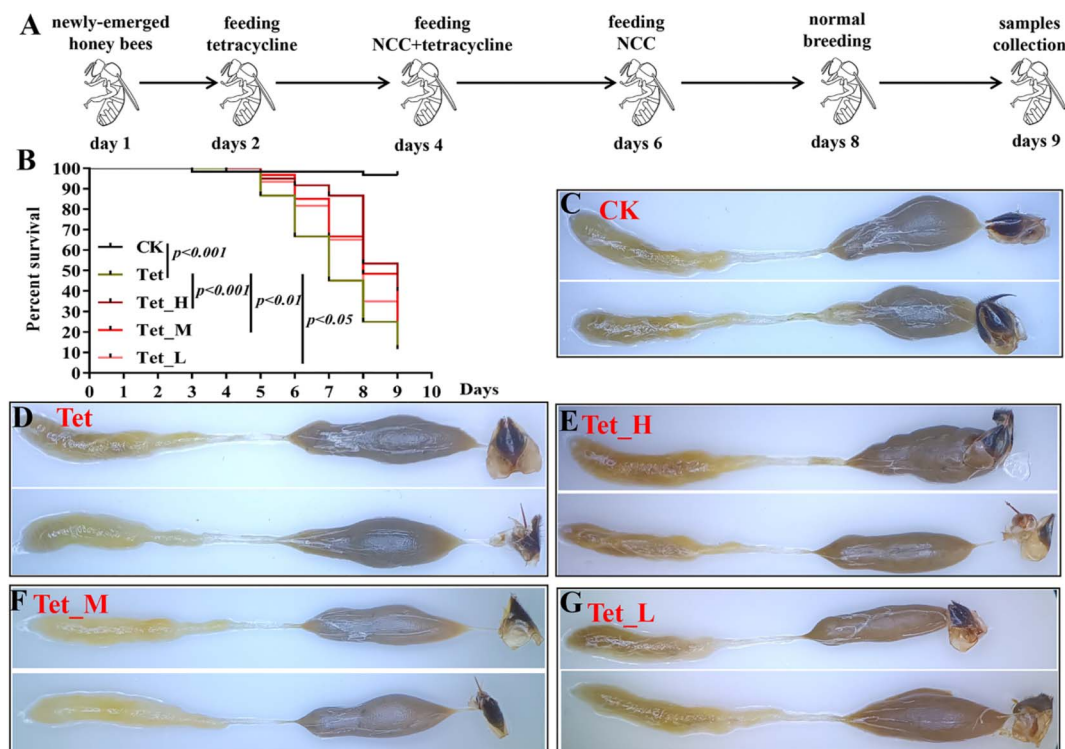 A
newly-emerged
honey bees
feeding
tetracycline
feeding
NCC+tetracycline
feeding
NCC
normal
breeding
samples
collection
day 1
days 2
days 4
days 6
days 8
days 9
B
Percent survival
100
90
80
70
60
50
40
30
20
10
0
CK
Tet
Tet_H
Tet_M
Tet_L
p<0.001
p<0.001
p<0.01
p<0.05
0 1 2 3 4 5 6 7 8 9 10 Days
C CK
D Tet
E Tet_H
F Tet_M
G Tet_L